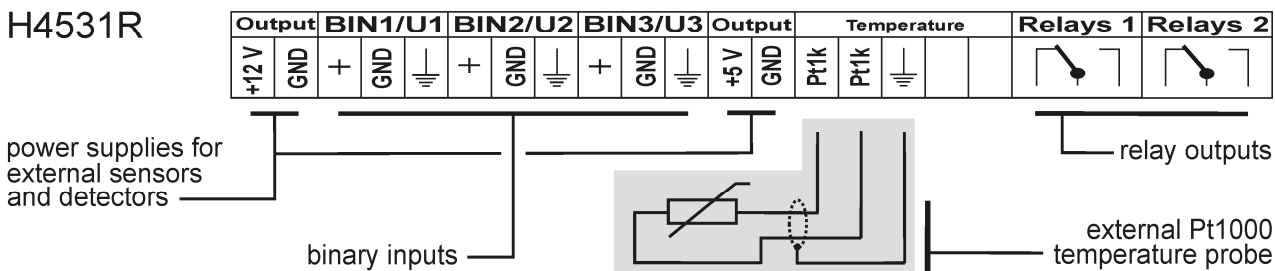 H4531R
Output BIN1/U1 BIN2/U2 BIN3/U3 Output Temperature Relays 1 Relays 2
+12 V GND + GND + GND + GND +5 V GND Pt1k Pt1k
power supplies for
external sensors
and detectors
relay outputs
binary inputs
external Pt1000
temperature probe